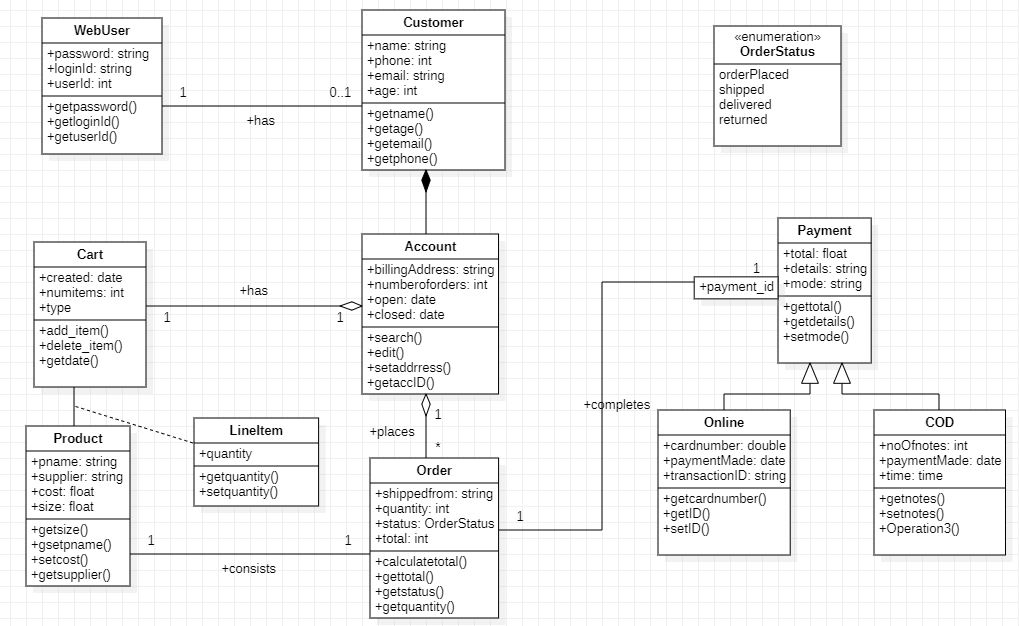 WebUser
+password: string
+loginId: string
+userId: int
+getpassword()
+getloginId()
+getuserId()
1
0..1
+has
Customer
+name: string
+phone: int
+email: string
+age: int
+getname()
+getage()
+getemail()
+getphone()
«enumeration»
OrderStatus
orderPlaced
shipped
delivered
returned
Cart
+created: date
+numitems: int
+type
+add_item()
+delete_item()
+getdate()
+has
1
1
Account
+billingAddress: string
+numberoforders: int
+open: date
+closed: date
+search()
+edit()
+setaddrress()
+getaccID()
1
+places
*
Payment
+total: float
+details: string
+mode: string
+gettotal()
+getdetails()
+setmode()
1
+payment_id
+completes
1
Product
+pname: string
+supplier: string
+cost: float
+size: float
+getsize()
+gsetpname()
+setcost()
+getsupplier()
LineItem
+quantity
+getquantity()
+setquantity()
1
1
+consists
Order
+shippedfrom: string
+quantity: int
+status: OrderStatus
+total: int
+calculatetotal()
+gettotal()
+getstatus()
+getquantity()
Online
+cardnumber: double
+paymentMade: date
+transactionID: string
+getcardnumber()
+getID()
+setID()
COD
+noOfnotes: int
+paymentMade: date
+time: time
+getnotes()
+setnotes()
+Operation3()